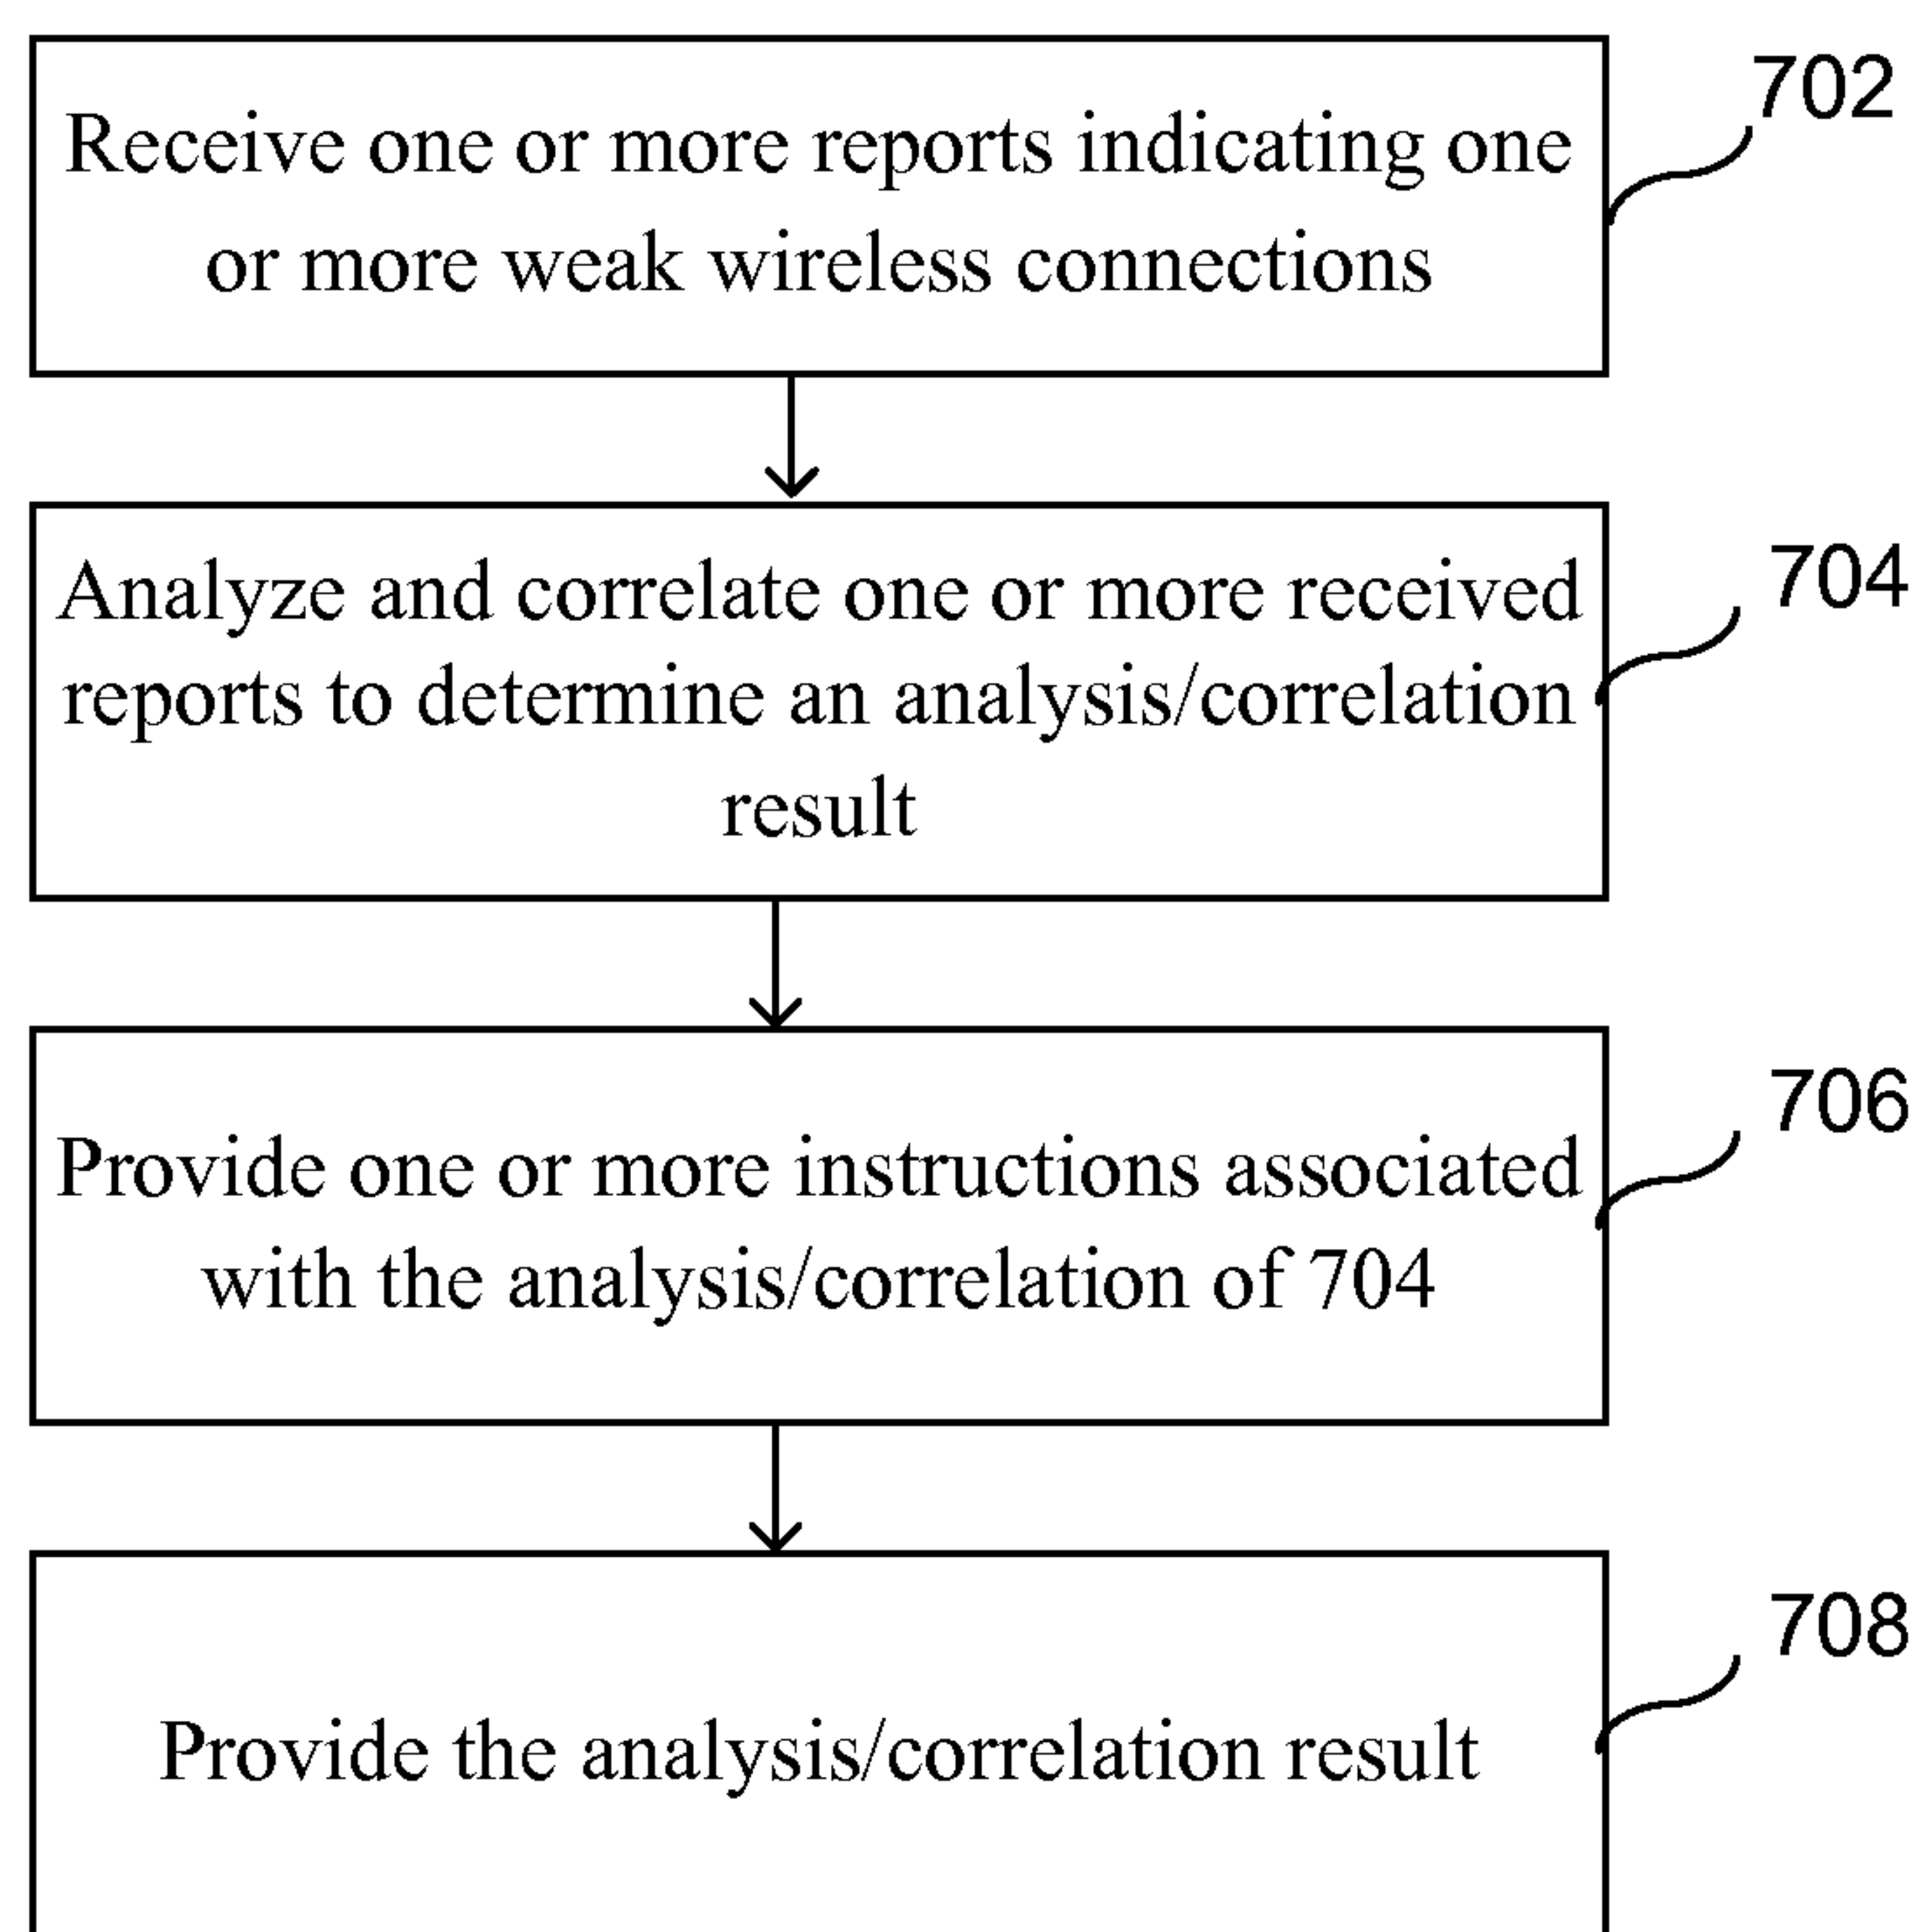 702
Receive one or more reports indicating one
or more weak wireless connections
704
Analyze and correlate one or more received
reports to determine an analysis/correlation
result
706
Provide one or more instructions associated
with the analysis/correlation of 704
708
Provide the analysis/correlation result